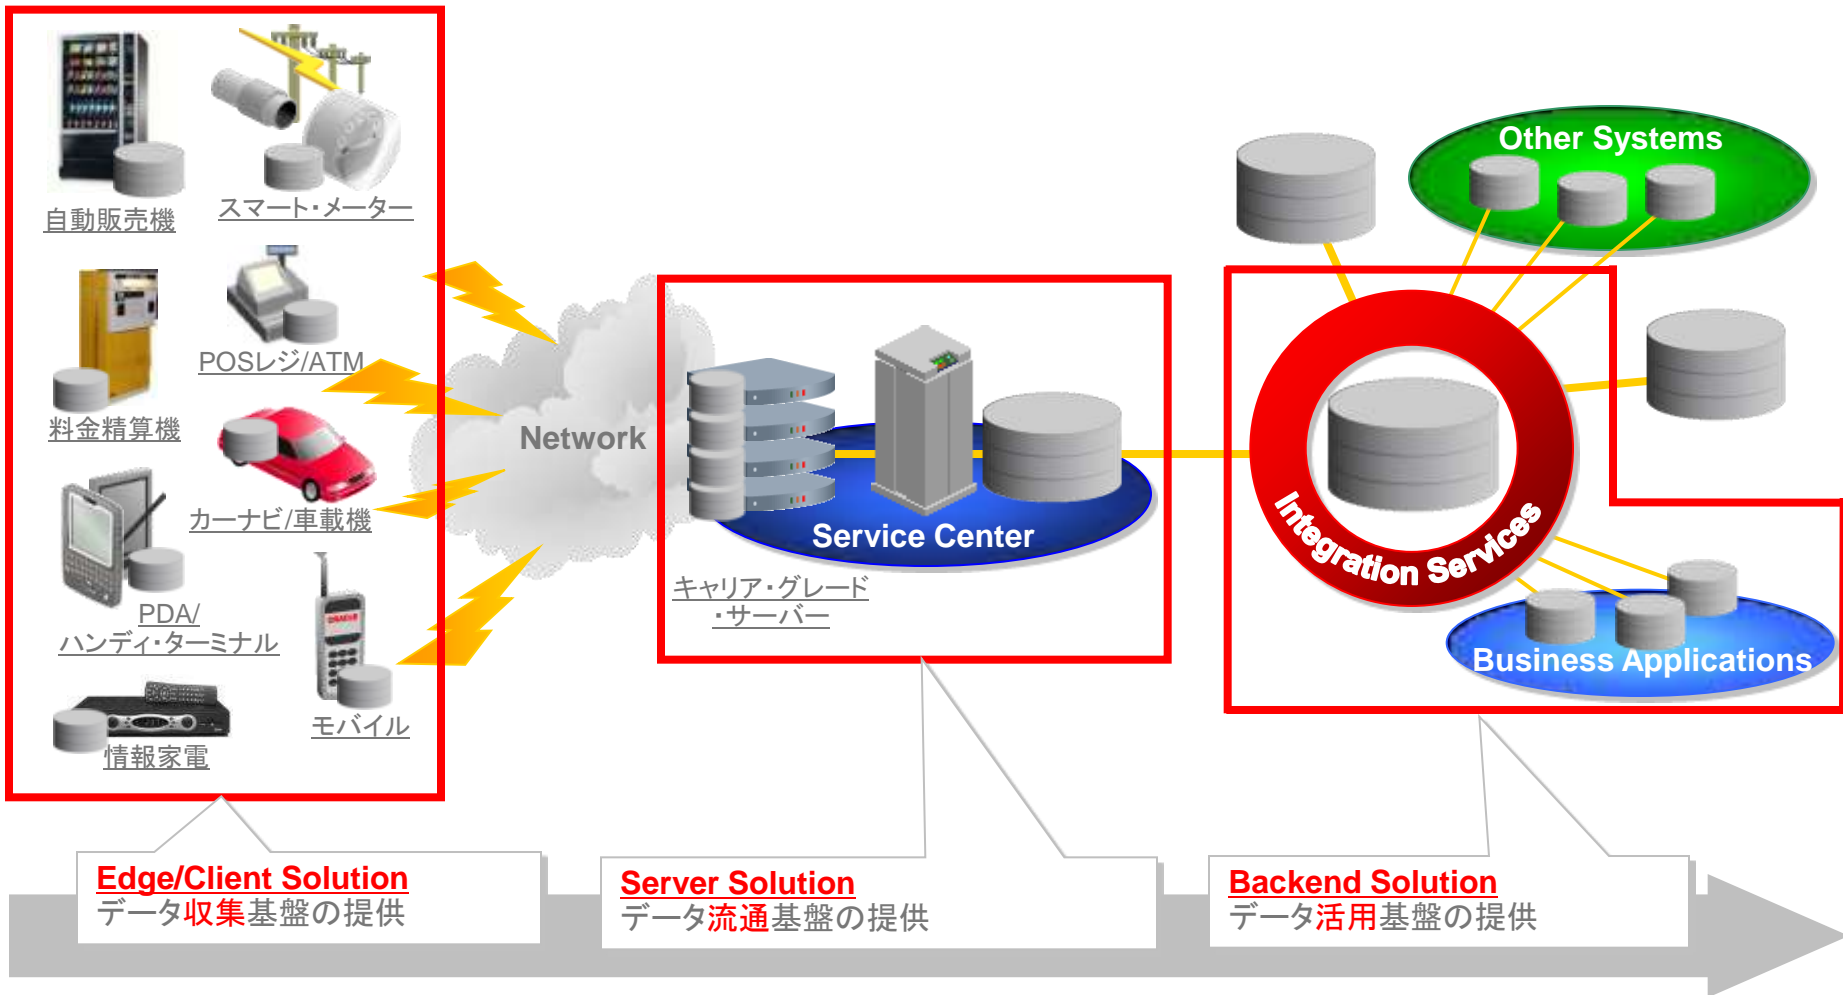 自動販売機
スマート・メーター
料金精算機
POSレジ/ATM
カーナビ/車載機
PDA/
ハンディ・ターミナル
モバイル
ORACLE
情報家電
Network
Service Center
キャリア・グレード
・サーバー
Other Systems
Integration Services
Business Applications
Edge/Client Solution
データ収集基盤の提供
Server Solution
データ流通基盤の提供
Backend Solution
データ活用基盤の提供